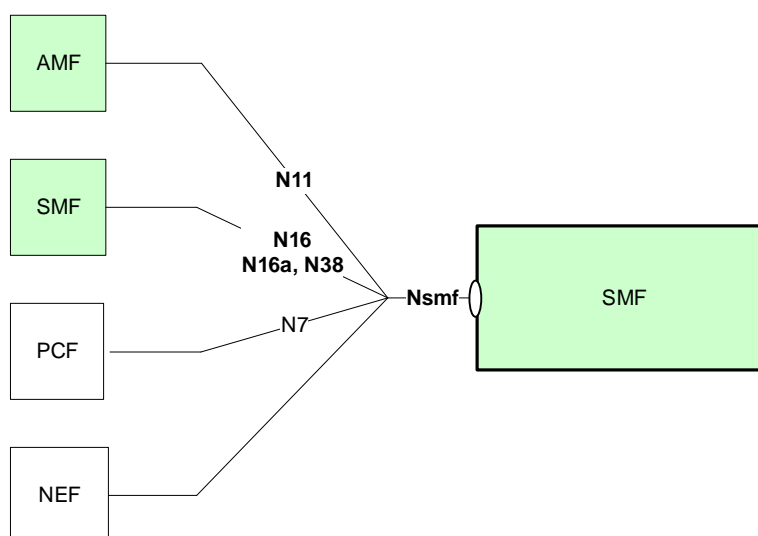 AMF
N11
SMF
N16
N16a, N38
Nsmf
SMF
N7
PCF
NEF